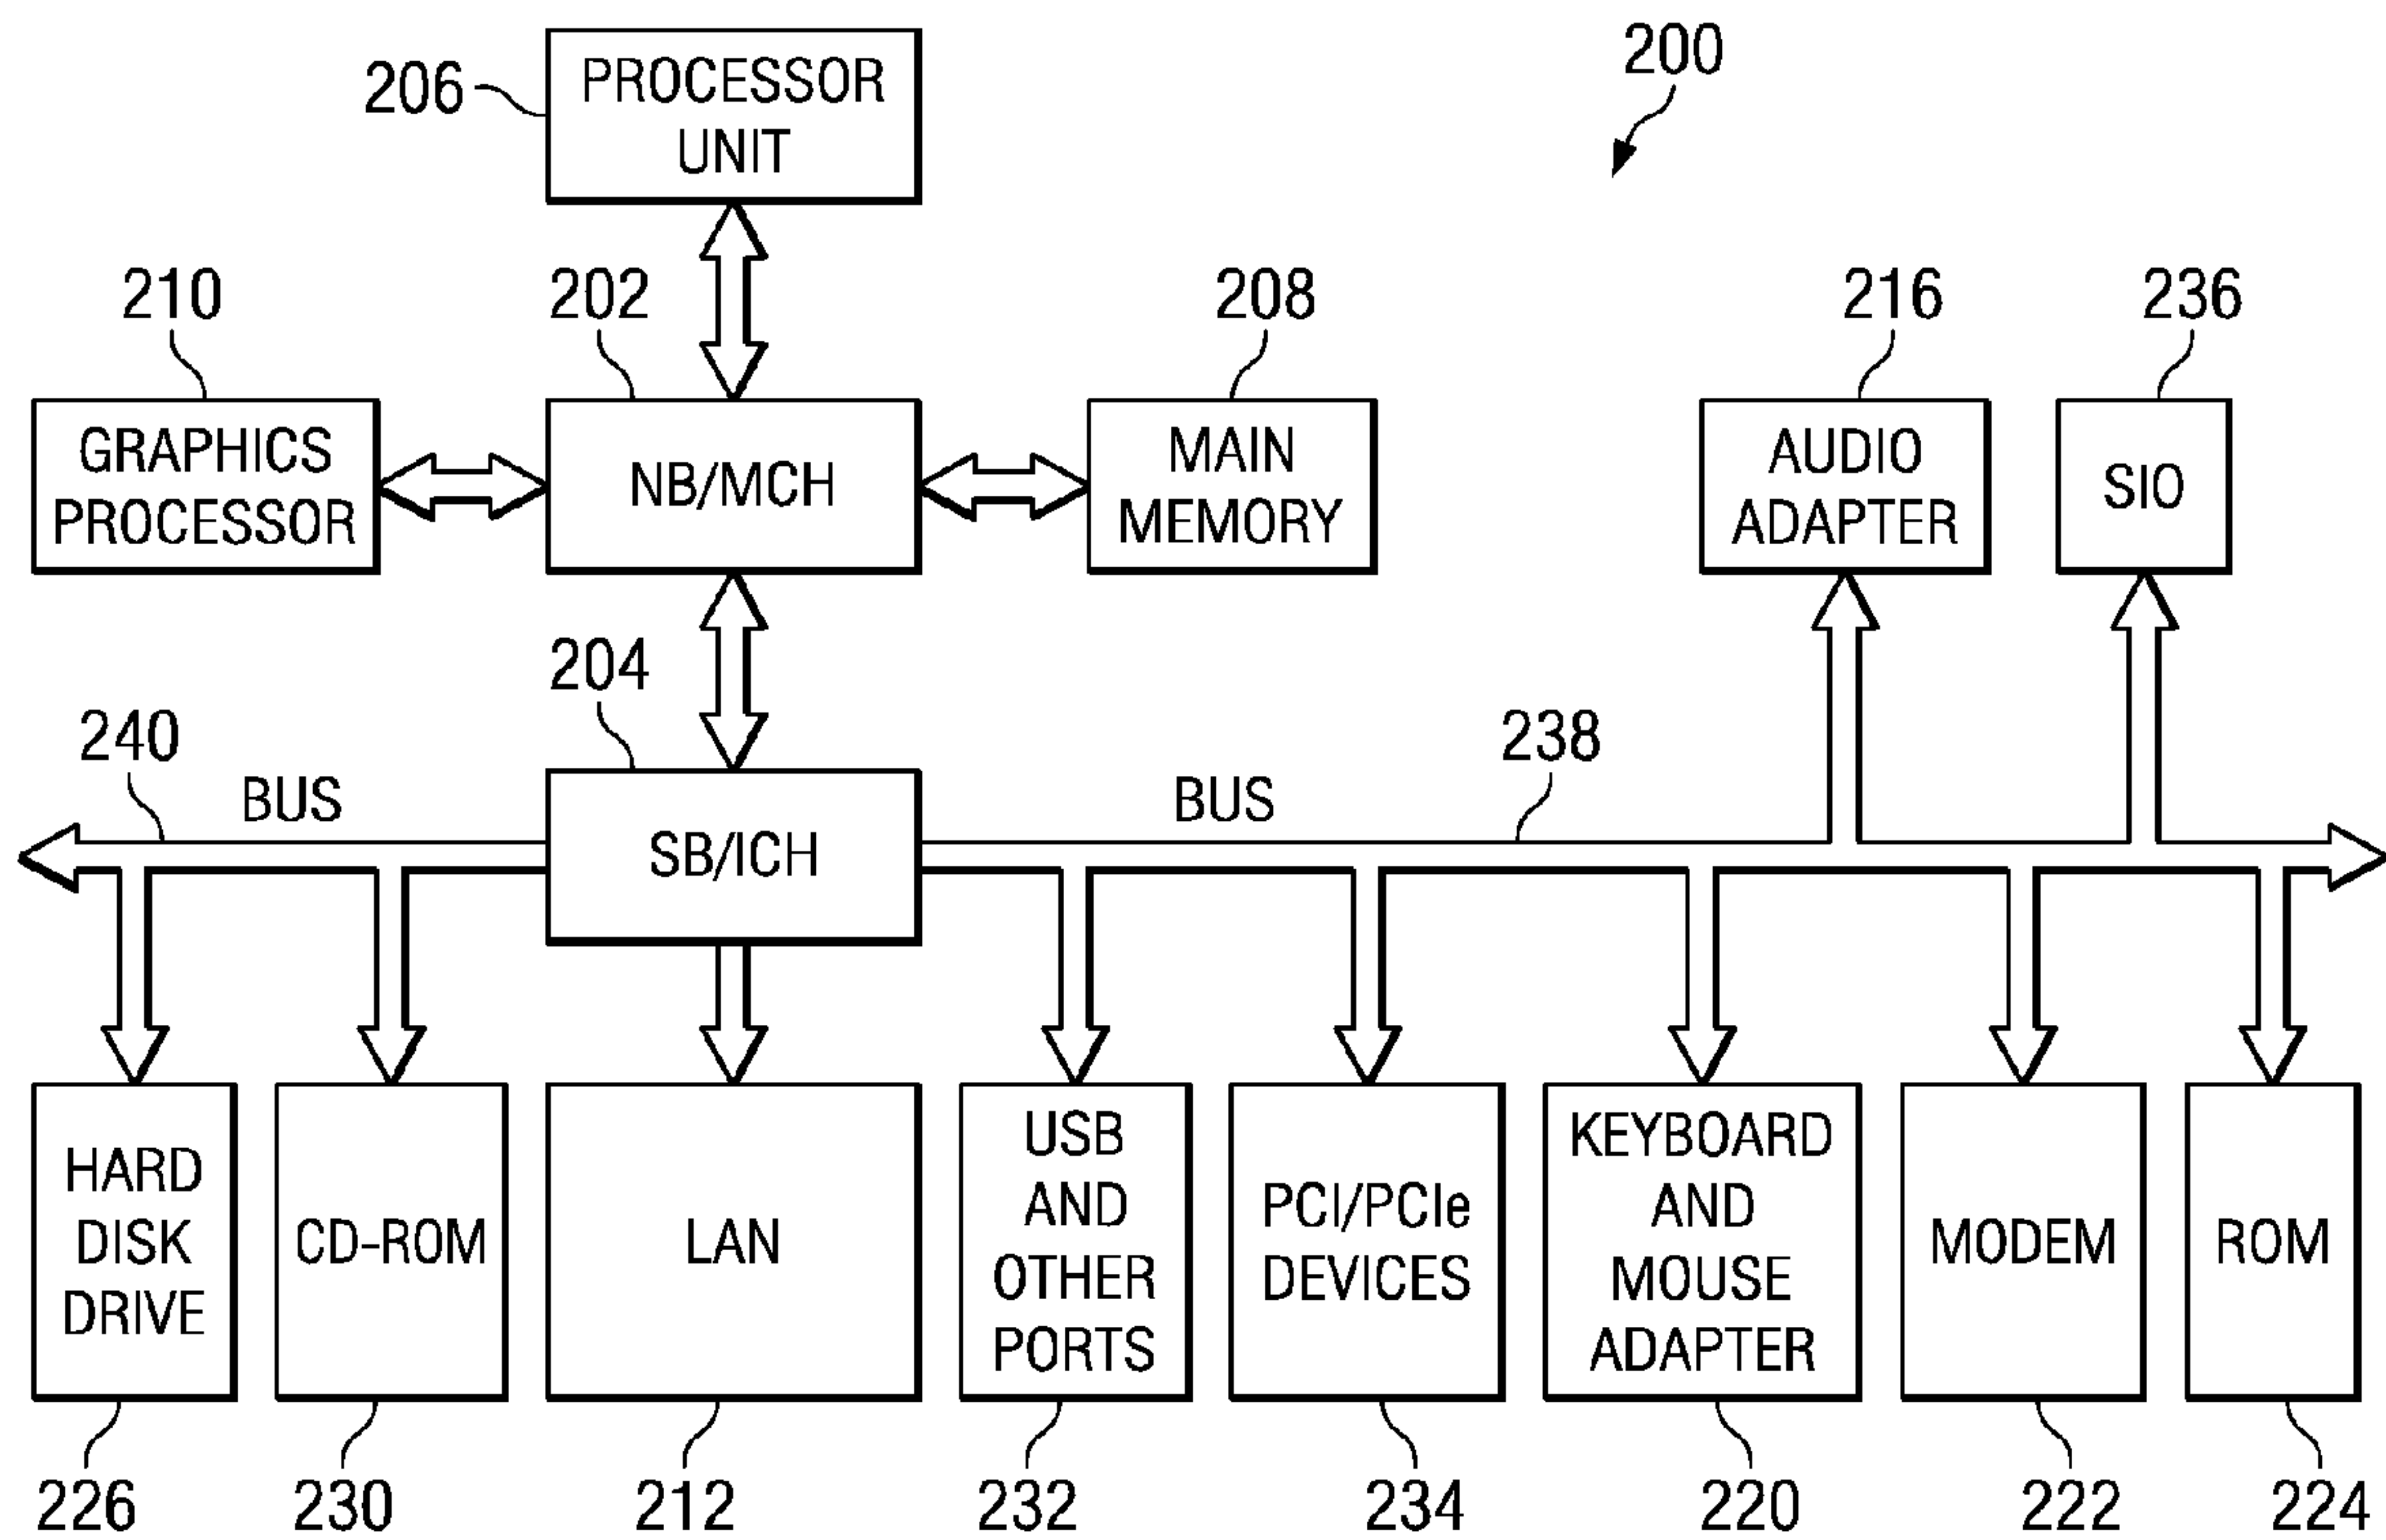 200
206
PROCESSOR
UNIT
210
202
208
216
236
GRAPHICS
PROCESSOR
NB/MCH
MAIN
MEMORY
AUDIO
ADAPTER
SIO
204
240
BUS
SB/ICH
BUS
238
HARD
DISK
DRIVE
CD-ROM
LAN
USB
AND
OTHER
PORTS
PCI/PCIe
DEVICES
KEYBOARD
AND
MOUSE
ADAPTER
MODEM
ROM
226
230
212
232
234
220
222
224